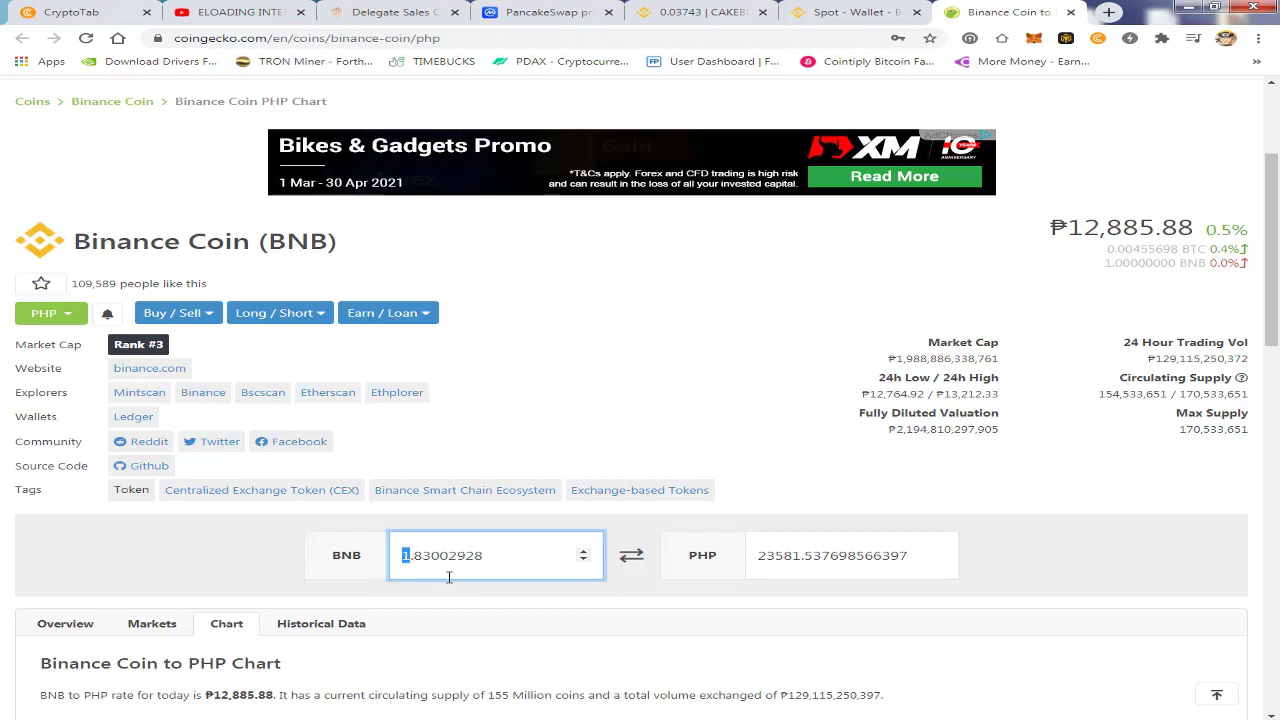 CryptoTab
ELOADING INTER
Delegate Sales C
Pancaswap pr
0.03743
Spot - Wallet - B
Binance Coin to
coingecko.com/en/coins/binance-coin/php
Apps
Download Drives F...
TRON Miner - Forth...
TIMEBUCKS
PDAX - Cryptocurre...
User Dashboard | F...
Cointiply Bitcoin Fa...
More Money - Earn...
»
Coins > Binance Coin > Binance Coin PHP Chart
Bikes & Gadgets Promo
1 Mar - 30 Apr 2021
*T&Cs apply. Forex and CFD trading is high risk
and can result in the loss of all your invested capital.
AdChoices
XM
10 YEARS
ANNIVERSARY
Read More
Binance Coin (BNB)
₱12,885.88 0.5%
0.00455698 BTC 0.4%
1.00000000 BNB 0.0%
109,589 people like this
PHP
Buy / Sell
Long / Short
Earn / Loan
Market Cap Rank #3
Website binance.com
Explorers Mintscan Binance Bscscan Etherscan Ethplorer
Wallets Ledger
Community Reddit Twitter Facebook
Source Code Github
Tags Token Centralized Exchange Token (CEX) Binance Smart Chain Ecosystem Exchange-based Tokens
Market Cap
₱1,988,886,338,761
24h Low / 24h High
₱12,764.92 / ₱13,212.33
Fully Diluted Valuation
₱2,194,810,297,905
24 Hour Trading Vol
₱129,115,250,372
Circulating Supply
154,533,651 / 170,533,651
Max Supply
170,533,651
BNB 1.83002928 PHP 23581.537698566397
Overview Markets Chart Historical Data
Binance Coin to PHP Chart
BNB to PHP rate for today is ₱12,885.88. It has a current circulating supply of 155 Million coins and a total volume exchanged of ₱129,115,250,397.